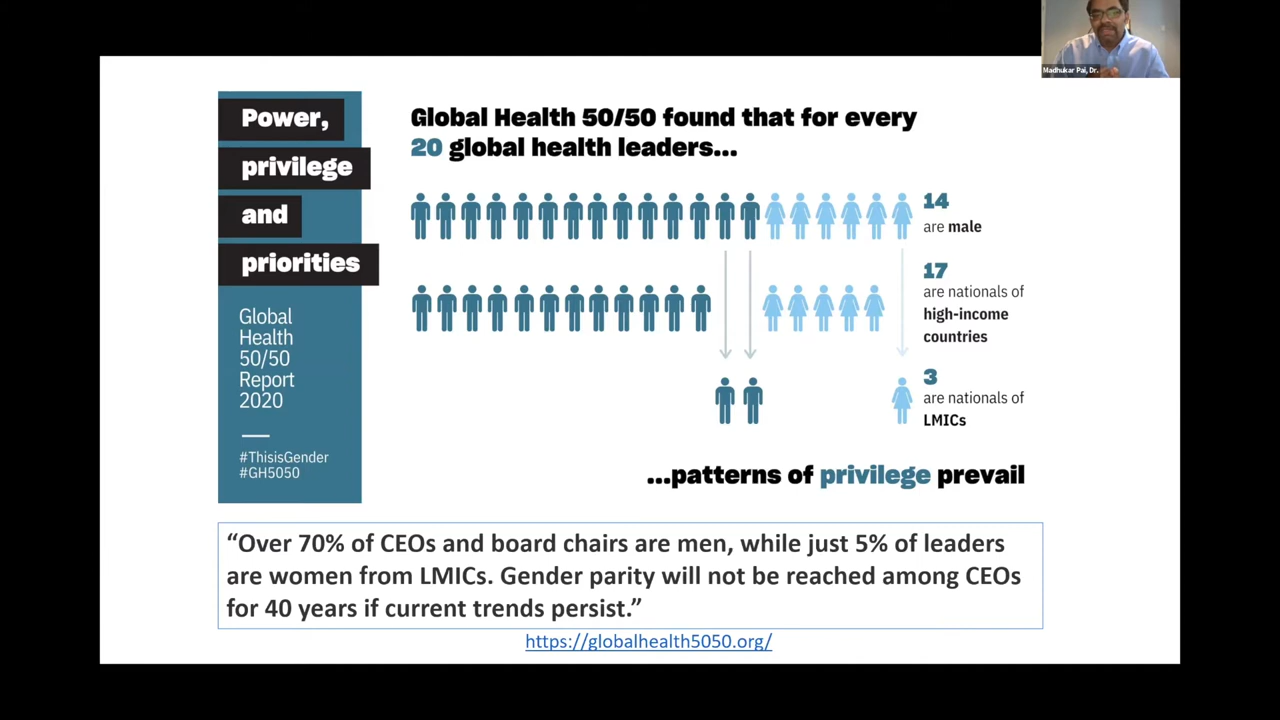 Madhukar Pai, Dr.
Power,
privilege
and
priorities
Global
Health
50/50
Report
2020
#ThisisGender
#GH5050
Global Health 50/50 found that for every
20 global health leaders...
14
are male
17
are nationals of
high-income
countries
3
are nationals of
LMICs
...patterns of privilege prevail
“Over 70% of CEOs and board chairs are men, while just 5% of leaders
are women from LMICs. Gender parity will not be reached among CEOs
for 40 years if current trends persist.”
https://globalhealth5050.org/